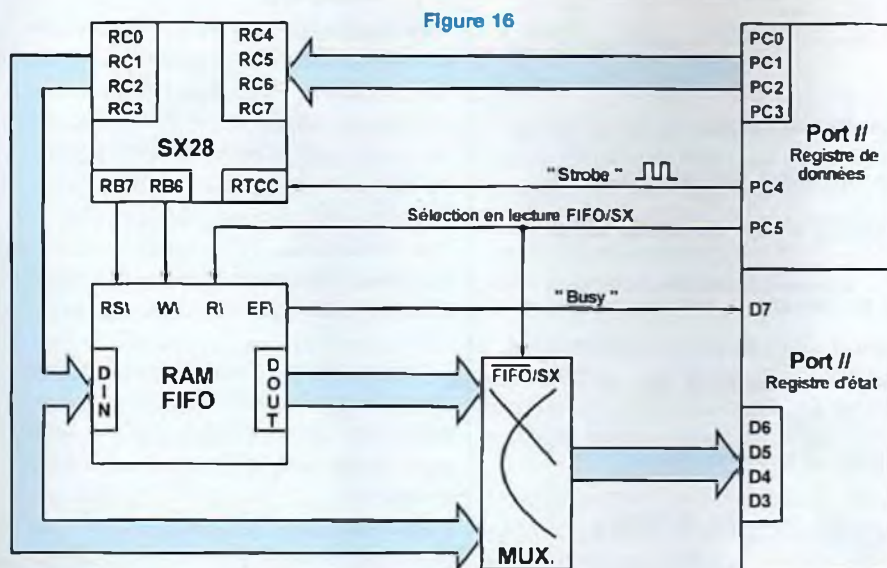 Figure 16
RC0
RC1
RC2
RC3
RC4
RC5
RC6
RC7
SX28
RB7 RB6
RTCC
PC0
PC1
PC2
PC3
Port //
Registre de
données
"Strobe"
PC4
Sélection en lecture FIFO/SX
PC5
RS\ W\ R\ EF\
"Busy"
D7
DIN
RAM
FIFO
DOUT
FIFO/SX
MUX.
Port //
Registre d'état
D6
D5
D4
D3